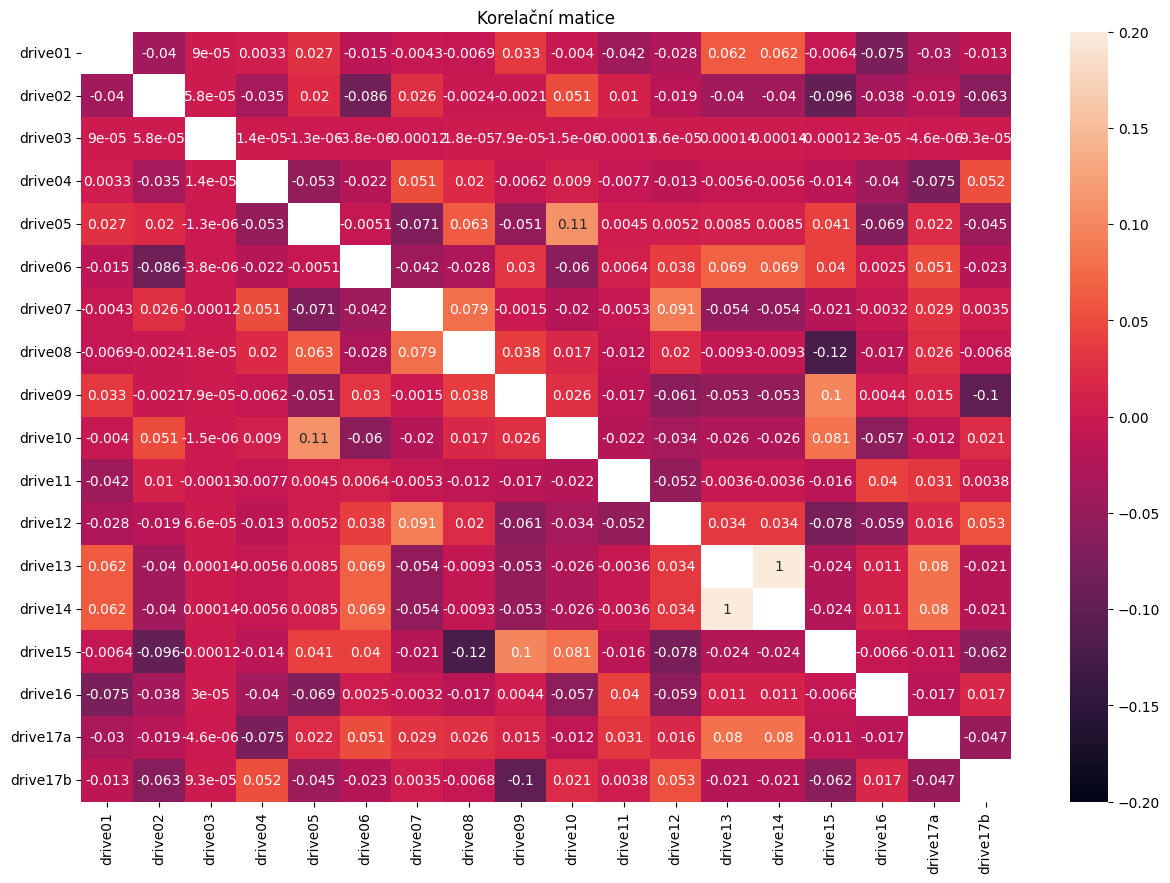 Korelační matice
drive01 -0.04 9e-05 0.0033 0.027 -0.015 -0.0043 -0.0069 0.033 -0.004 -0.042 -0.028 0.062 0.062 -0.0064 -0.075 -0.03 -0.013
drive02 -0.04 5.8e-05 -0.035 0.02 -0.086 0.026 -0.0024 -0.0021 0.051 0.01 -0.019 -0.04 -0.04 -0.096 -0.038 -0.019 -0.063
drive03 9e-05 5.8e-05 1.4e-05 -1.3e-06 -3.8e-06 -0.00012 1.8e-05 7.9e-05 -1.5e-06 -0.00013 6.6e-05 0.00014 0.00014 -0.00012 3e-05 -4.6e-06 9.3e-05
drive04 0.0033 -0.035 1.4e-05 -0.053 -0.022 0.051 0.02 -0.0062 0.009 -0.0077 -0.013 -0.0056 -0.0056 -0.014 -0.04 -0.075 0.052
drive05 0.027 0.02 -1.3e-06 -0.053 -0.0051 -0.071 0.063 -0.051 0.11 0.0045 0.0052 0.0085 0.0085 0.041 -0.069 0.022 -0.045
drive06 -0.015 -0.086 -3.8e-06 -0.022 -0.0051 -0.042 -0.028 0.03 -0.06 0.0064 0.038 0.069 0.069 0.04 0.0025 0.051 -0.023
drive07 -0.0043 0.026 -0.00012 0.051 -0.071 -0.042 0.079 -0.0015 -0.02 -0.0053 0.091 -0.054 -0.054 -0.021 -0.0032 0.029 0.0035
drive08 -0.0069 -0.0024 1.8e-05 0.02 0.063 -0.028 0.079 0.038 0.017 -0.012 0.02 -0.0093 -0.0093 -0.12 -0.017 0.026 -0.0068
drive09 0.033 -0.0021 7.9e-05 -0.0062 -0.051 0.03 -0.0015 0.038 0.026 -0.017 -0.061 -0.053 -0.053 0.1 0.0044 0.015 -0.1
drive10 -0.004 0.051 -1.5e-06 0.009 0.11 -0.06 -0.02 0.017 0.026 -0.022 -0.034 -0.026 -0.026 0.081 -0.057 -0.012 0.021
drive11 -0.042 0.01 -0.00013 -0.0077 0.0045 0.0064 -0.0053 -0.012 -0.017 -0.022 -0.052 -0.0036 -0.0036 -0.016 0.04 0.031 0.0038
drive12 -0.028 -0.019 6.6e-05 -0.013 0.0052 0.038 0.091 0.02 -0.061 -0.034 -0.052 0.034 0.034 -0.078 -0.059 0.016 0.053
drive13 0.062 -0.04 0.00014 -0.0056 0.0085 0.069 -0.054 -0.0093 -0.053 -0.026 -0.0036 0.034 1 -0.024 0.011 0.08 -0.021
drive14 0.062 -0.04 0.00014 -0.0056 0.0085 0.069 -0.054 -0.0093 -0.053 -0.026 -0.0036 0.034 1 -0.024 0.011 0.08 -0.021
drive15 -0.0064 -0.096 -0.00012 -0.014 0.041 0.04 -0.021 -0.12 0.1 0.081 -0.016 -0.078 -0.024 -0.024 -0.0066 -0.011 -0.062
drive16 -0.075 -0.038 3e-05 -0.04 -0.069 0.0025 -0.0032 -0.017 0.0044 -0.057 0.04 -0.059 0.011 0.011 -0.0066 -0.017 0.017
drive17a -0.03 -0.019 -4.6e-06 -0.075 0.022 0.051 0.029 0.026 0.015 -0.012 0.031 0.016 0.08 0.08 -0.011 -0.017 -0.047
drive17b -0.013 -0.063 9.3e-05 0.052 -0.045 -0.023 0.0035 -0.0068 -0.1 0.021 0.0038 0.053 -0.021 -0.021 -0.062 0.017 -0.047
drive01 drive02 drive03 drive04 drive05 drive06 drive07 drive08 drive09 drive10 drive11 drive12 drive13 drive14 drive15 drive16 drive17a drive17b
0.20
0.15
0.10
0.05
0.00
−0.05
−0.10
−0.15
−0.20